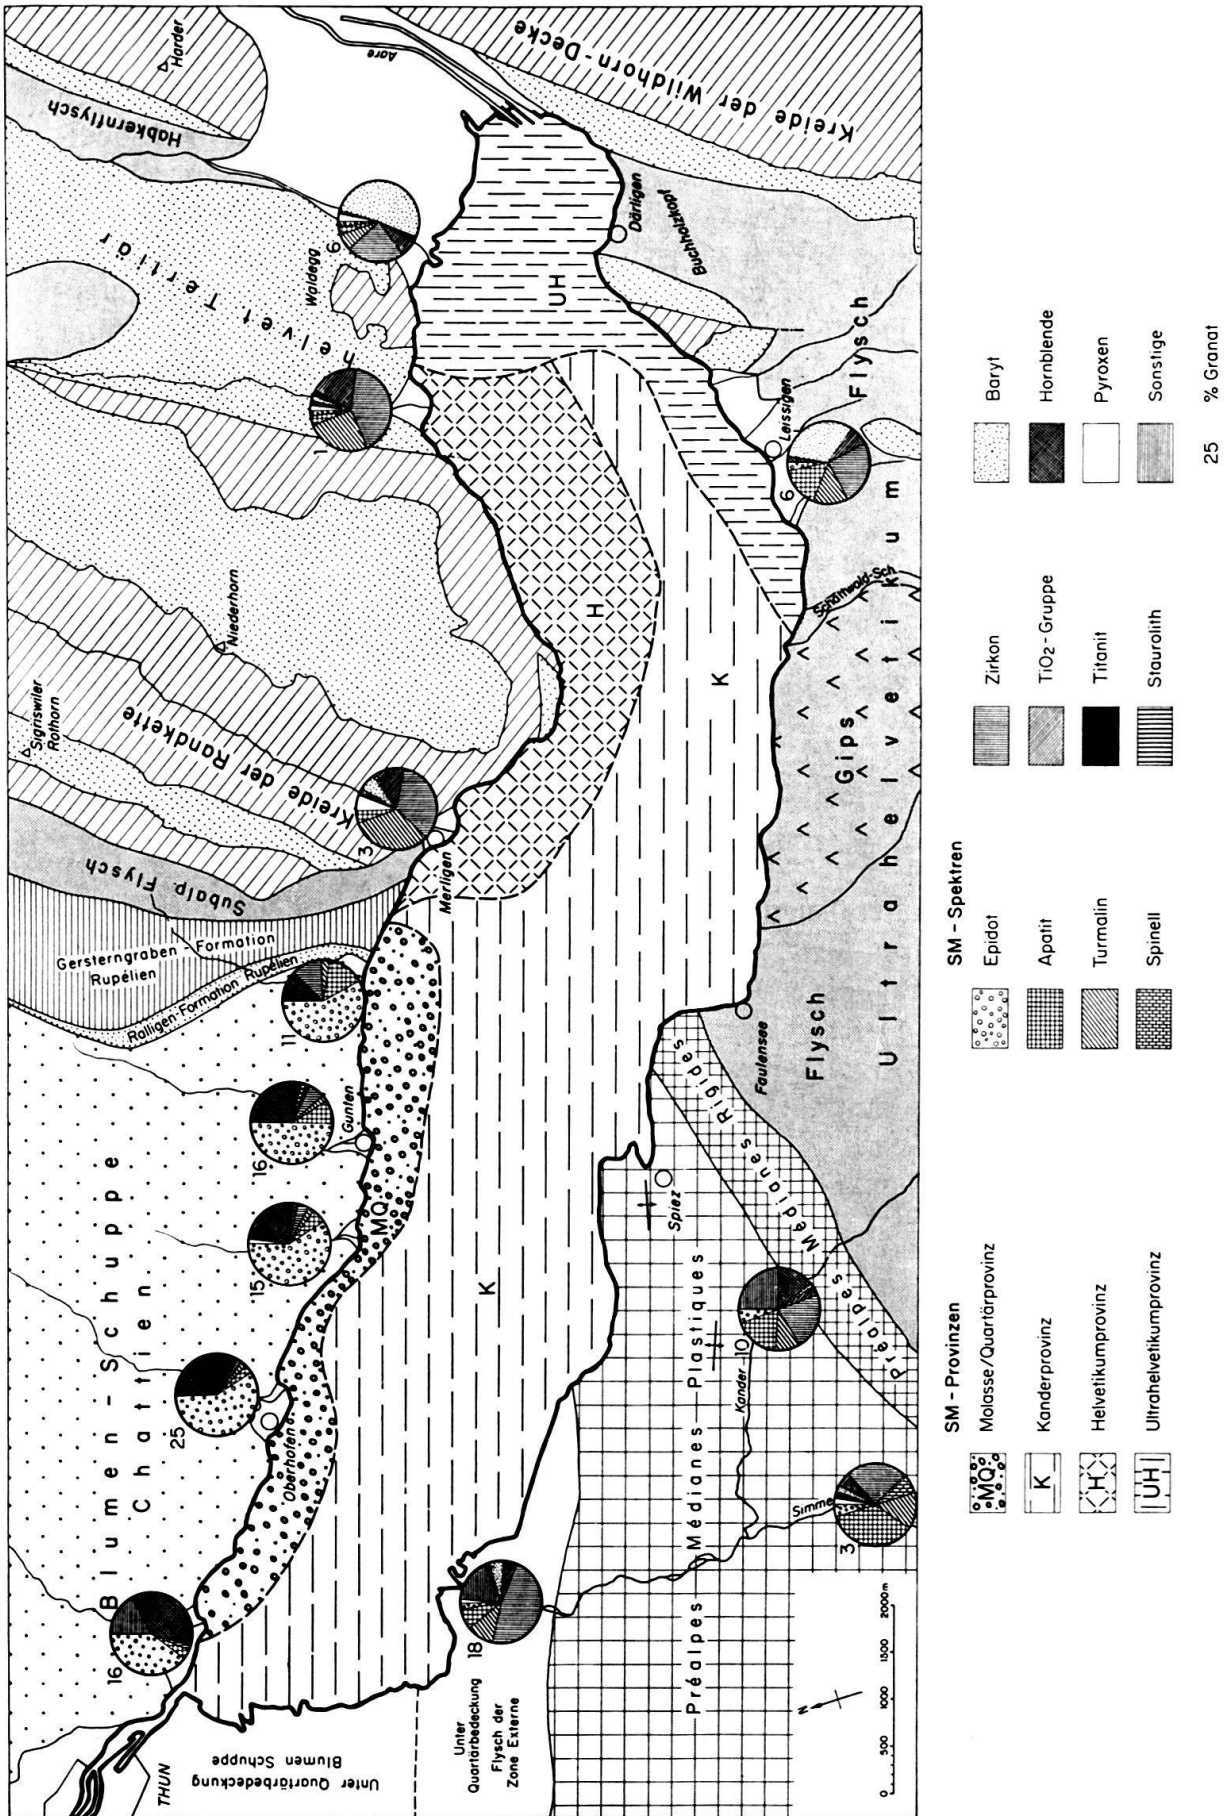 THUN
Unter Quartärbedeckung
Blumen Schuppe
Unter
Quartärbedeckung
Flysch der
Zone Externe
Blumen-Schuppe
Chattien
16
25
15
16
11
3
1
6
6
10
3
18
Oberhofen
Gunten
Merligen
Ralligen-Formation Rupélien
Gersterngraben Formation
Rupélien
Subalp. Flysch
Kreide der Randkette
Sigriswiler
Rothorn
Niederhorn
helvet. Tertiär
Waldegg
Habkernflysch
Harder
Aare
Kreide der Wildhorn-Decke
MQ
K
K
H
UH
Därligen
Buchholzkopf
Leissigen
Flysch
Schattwald-Sch.
Gips
Ultrahelvetikum
Flysch
Faulensee
Spiez
Préalpes Médianes Rigides
Préalpes Médianes Plastiques
Kander
Simme
N
0 500 1000 1500 2000m
SM-Provinzen
MQ Molasse/Quartärprovinz
K Kanderprovinz
H Helvetikumprovinz
UH Ultrahelvetikumprovinz
SM-Spektren
Epidot
Apatit
Turmalin
Spinell
Zirkon
TiO2-Gruppe
Titanit
Staurolith
Baryt
Hornblende
Pyroxen
Sonstige
25 % Granat